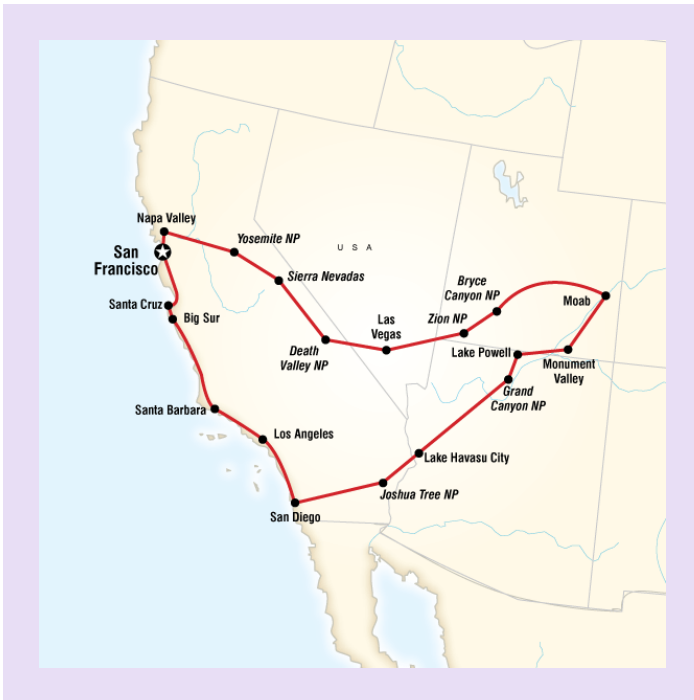 Napa Valley
San
Francisco
Yosemite NP
U S A
Sierra Nevadas
Santa Cruz
Big Sur
Death
Valley NP
Las
Vegas
Zion NP
Bryce
Canyon NP
Moab
Lake Powell
Monument
Valley
Grand
Canyon NP
Lake Havasu City
Joshua Tree NP
Santa Barbara
Los Angeles
San Diego